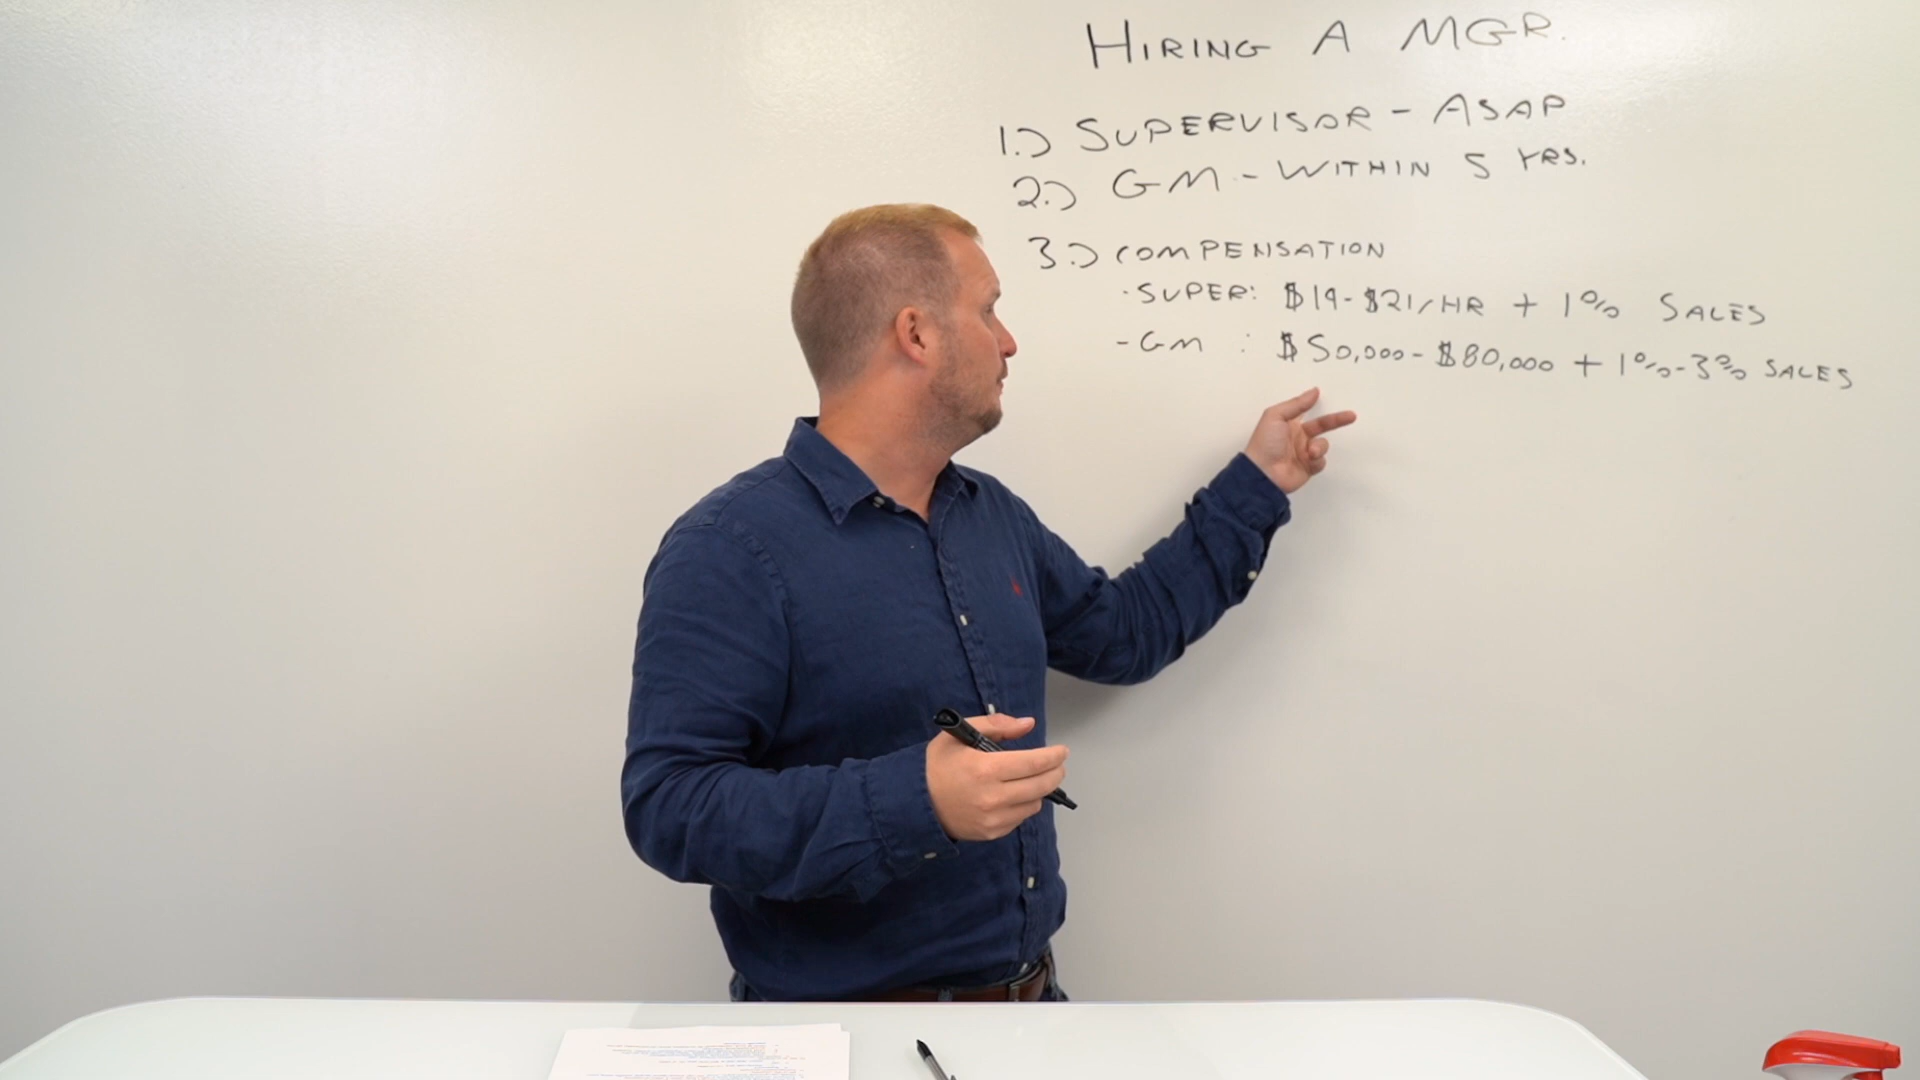 HIRING A MGR.
1.) SUPERVISOR - ASAP
2.) GM - WITHIN 5 YRS.
3.) COMPENSATION
· SUPER: $19-$21/HR + 1% SALES
- GM : $50,000 - $80,000 + 1%-3% SALES